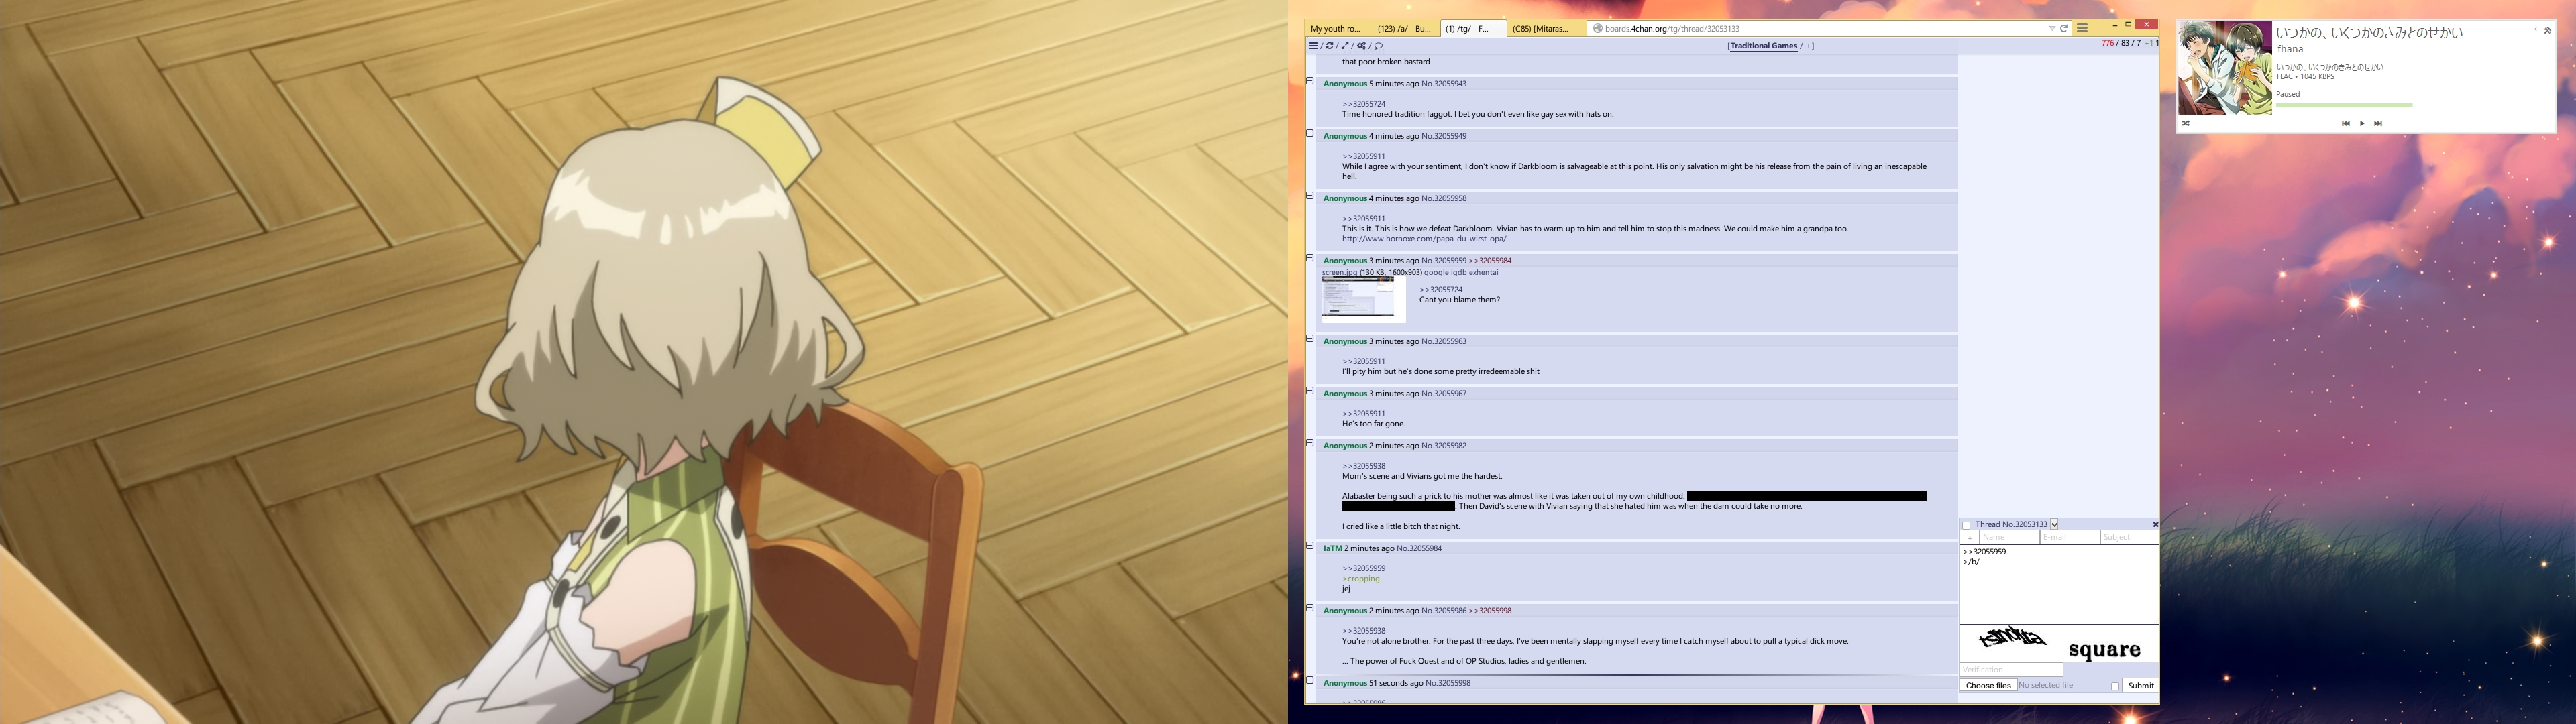 My youth ro...
(123) /a/ - Bu...
(1) /tg/ - F...
(C85) [Mitaras...
boards.4chan.org/tg/thread/32053133
[Traditional Games / +]
776 / 83 / 7 +1 1
that poor broken bastard
Anonymous 5 minutes ago No.32055943
>>32055724
Time honored tradition faggot. I bet you don't even like gay sex with hats on.
Anonymous 4 minutes ago No.32055949
>>32055911
While I agree with your sentiment, I don't know if Darkbloom is salvageable at this point. His only salvation might be his release from the pain of living an inescapable
hell.
Anonymous 4 minutes ago No.32055958
>>32055911
This is it. This is how we defeat Darkbloom. Vivian has to warm up to him and tell him to stop this madness. We could make him a grandpa too.
http://www.hornoxe.com/papa-du-wirst-opa/
Anonymous 3 minutes ago No.32055959 >>32055984
screen.jpg (130 KB, 1600x903) google iqdb exhentai
>>32055724
Cant you blame them?
Anonymous 3 minutes ago No.32055963
>>32055911
I'll pity him but he's done some pretty irredeemable shit
Anonymous 3 minutes ago No.32055967
>>32055911
He's too far gone.
Anonymous 2 minutes ago No.32055982
>>32055938
Mom's scene and Vivians got me the hardest.
Alabaster being such a prick to his mother was almost like it was taken out of my own childhood.
. Then David's scene with Vivian saying that she hated him was when the dam could take no more.
I cried like a little bitch that night.
IaTM 2 minutes ago No.32055984
>>32055959
>cropping
jej
Anonymous 2 minutes ago No.32055986 >>32055998
>>32055938
You're not alone brother. For the past three days, I've been mentally slapping myself every time I catch myself about to pull a typical dick move.
... The power of Fuck Quest and of OP Studios, ladies and gentlemen.
Anonymous 51 seconds ago No.32055998
>>32055986
Thread No.32053133
Name
E-mail
Subject
>>32055959
>/b/
square
Verification
Choose files No selected file
Submit
いつかの、いくつかのきみとのせかい
fhana
いつかの、いくつかのきみとのせかい
FLAC • 1045 KBPS
Paused